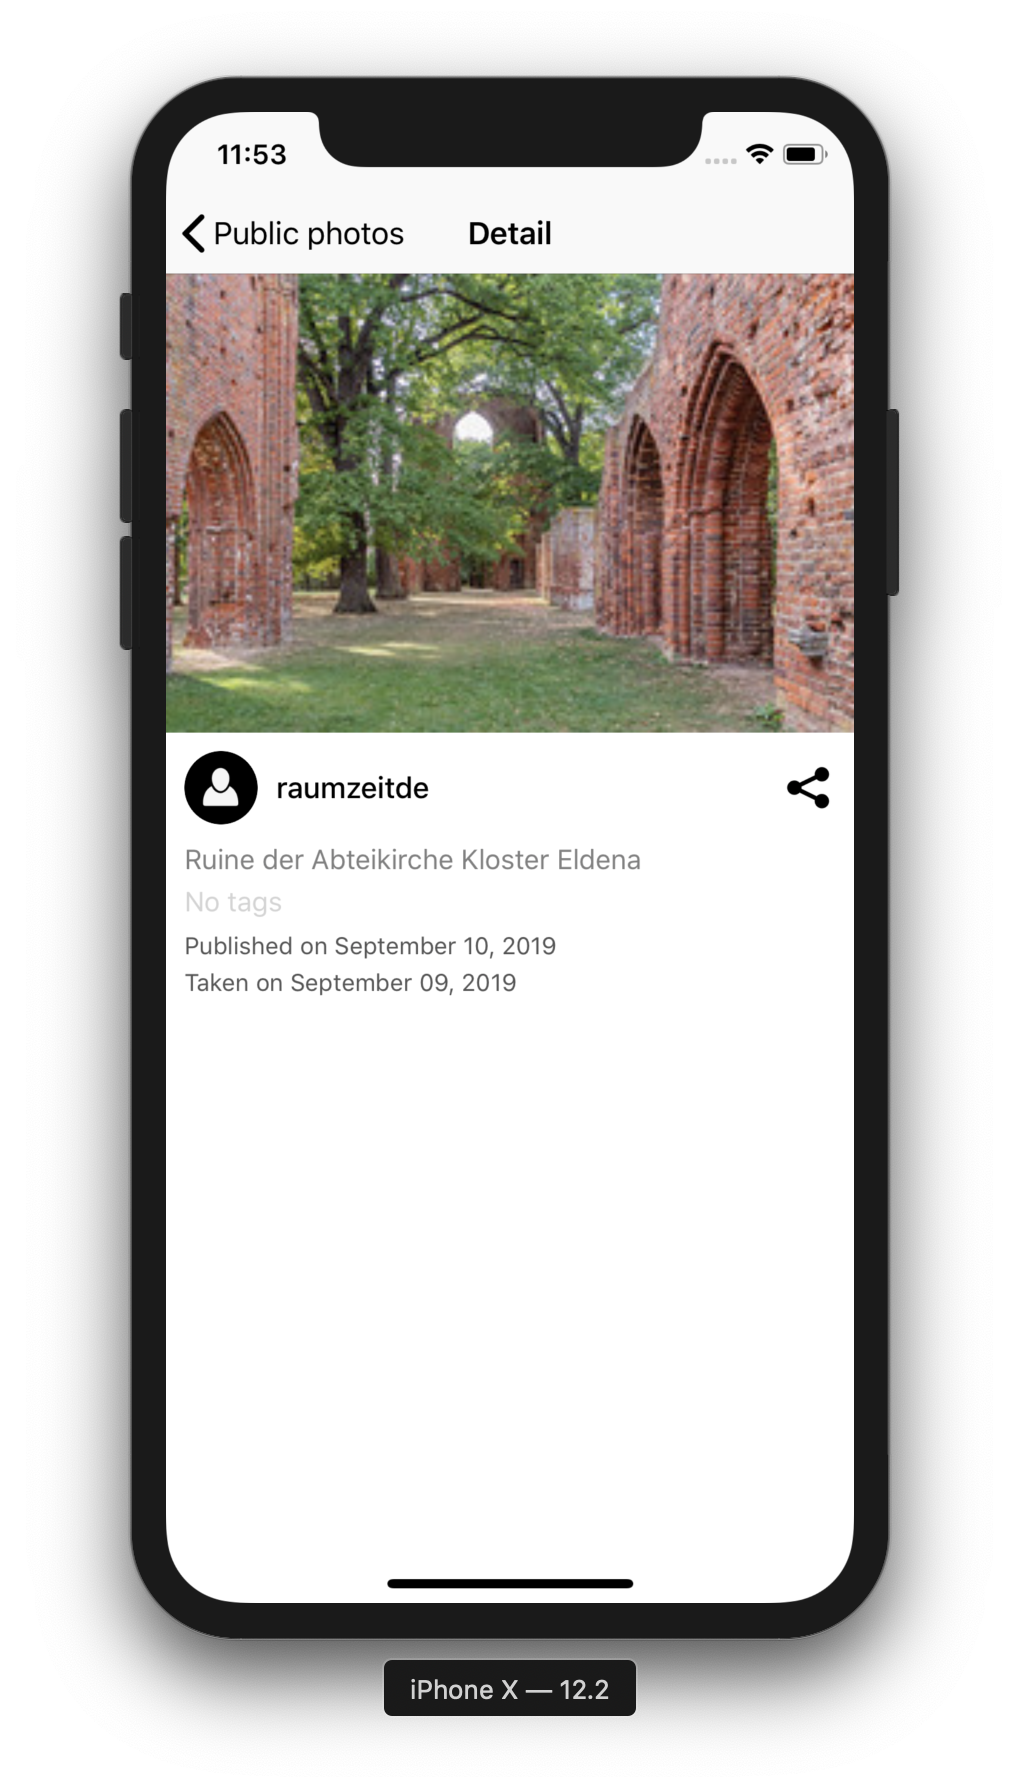 11:53
Public photos
Detail
raumzeitde
Ruine der Abteikirche Kloster Eldena
No tags
Published on September 10, 2019
Taken on September 09, 2019
iPhone X — 12.2